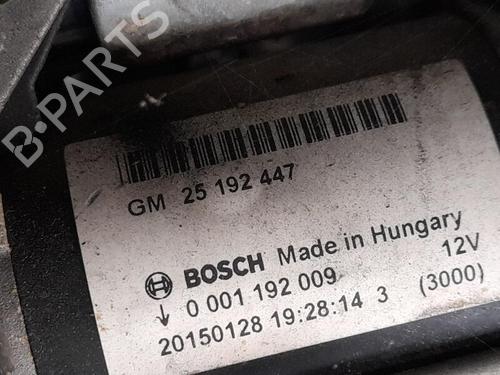 B-PARTS
GM 25 192 447
BOSCH Made in Hungary
↓ 0 001 192 009 12V
20150128 19:28:14 3 (3000)